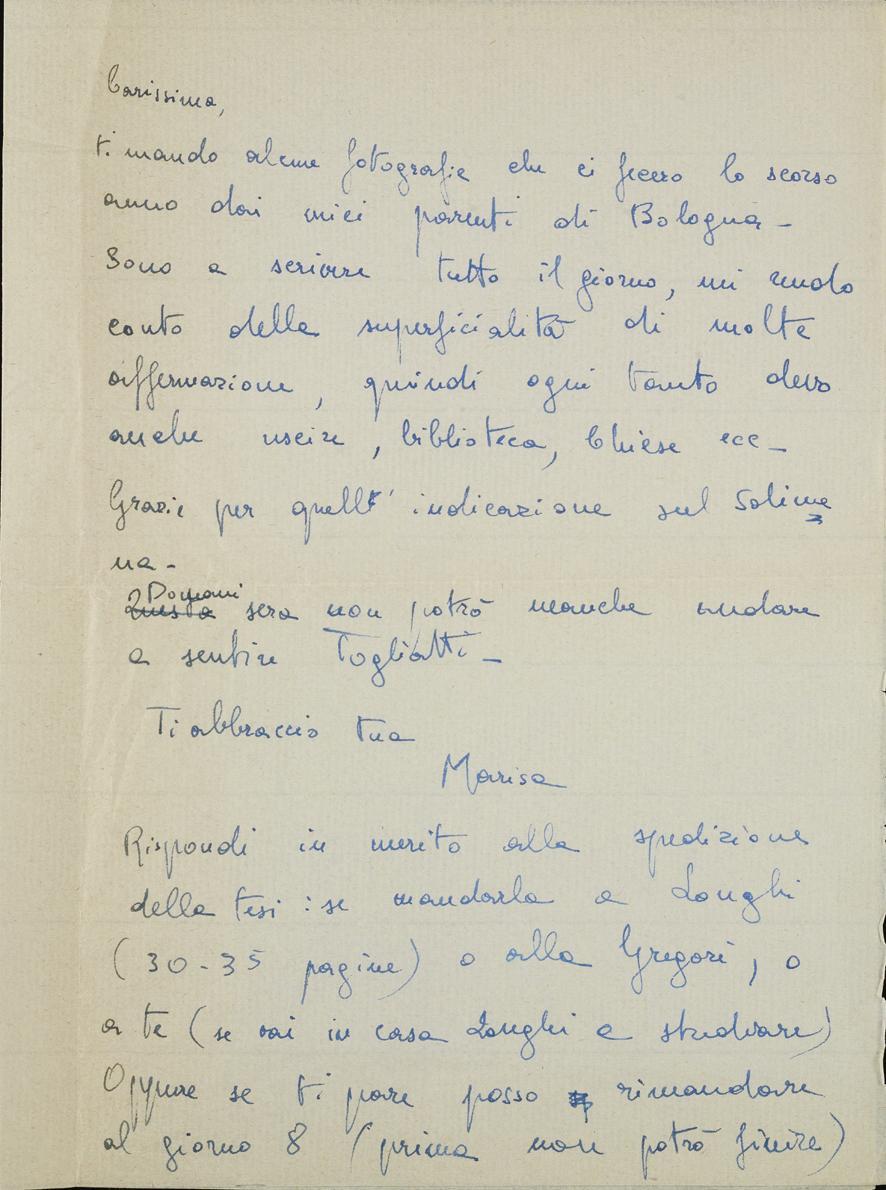 Carissima,
ti mando alcune fotografie che ci fecero lo scorso
anno dai miei parenti di Bologna -
Sono a scrivere tutto il giorno, mi rendo
conto della superficialità di molte
affermazione, quindi ogni tanto devo
anche uscire, biblioteca, Chiese ecc -
Grazie per quell' indicazione sul Solime
na -
Domani
Questa sera non potrò neanche andare
a sentire Togliatti -
Ti abbraccio tua
Marisa
Rispondi in merito alla spedizione
della tesi : se mandarla a Longhi
(30 - 35 pagine) o alla Gregori, o
a te (se vai in casa Longhi a studiare)
Oppure se ti pare posso rimandare
al giorno 8 (prima non potrò finire)